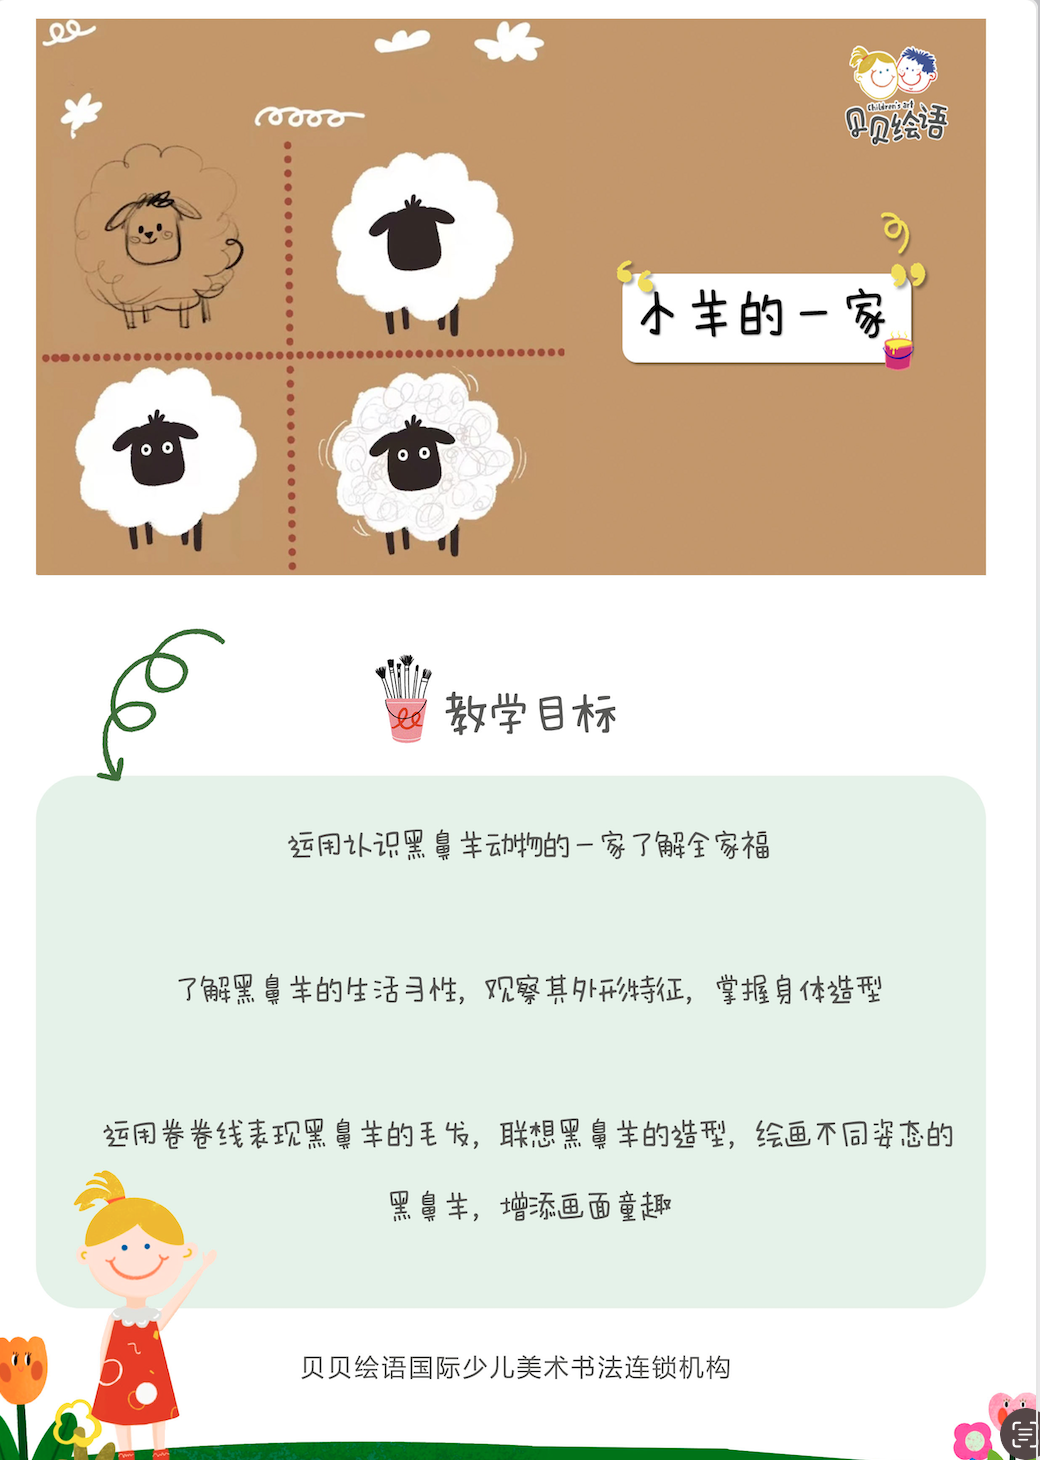 Children's art
贝贝绘语
小羊的一家
教学目标
运用认识黑鼻羊动物的一家了解全家福
了解黑鼻羊的生活习性，观察其外形特征，掌握身体造型
运用卷卷线表现黑鼻羊的毛发，联想黑鼻羊的造型，绘画不同姿态的
黑鼻羊，增添画面童趣
贝贝绘语国际少儿美术书法连锁机构